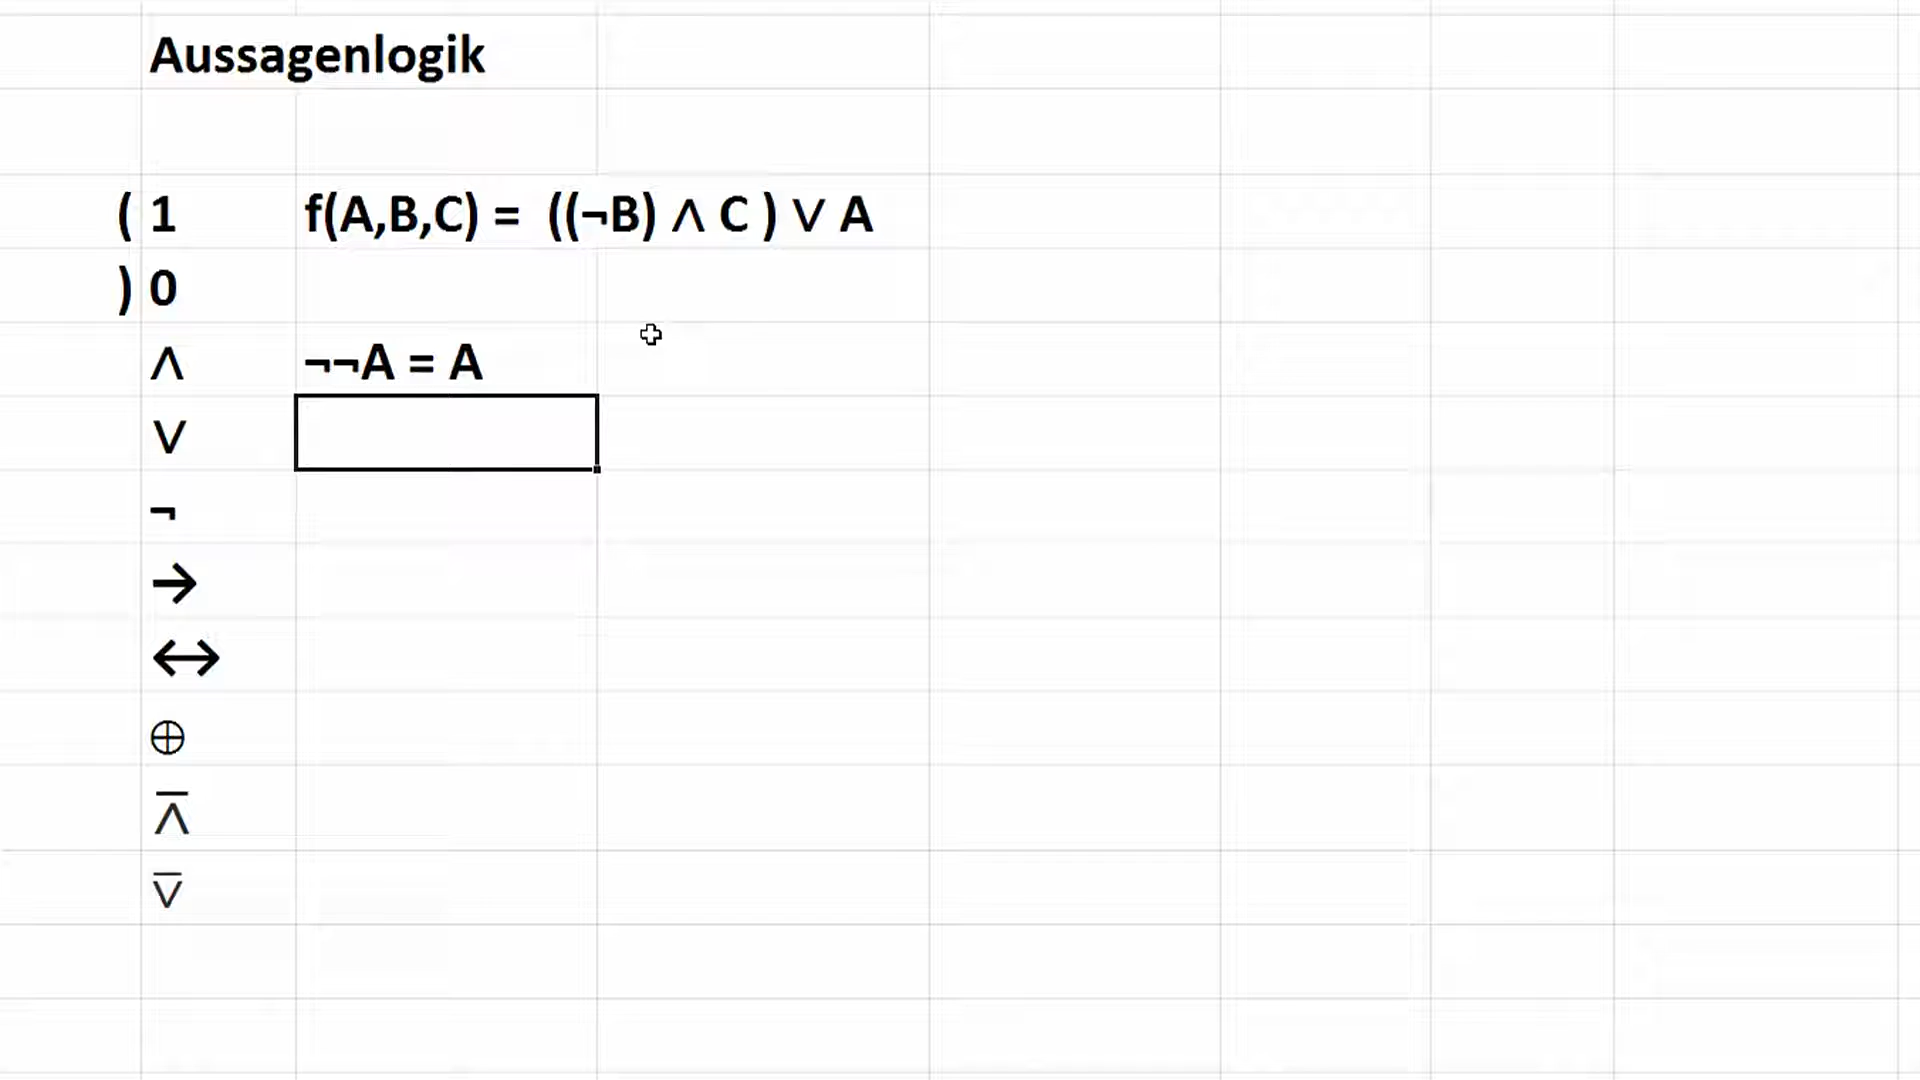 Aussagenlogik
( 1 f(A,B,C) = ((¬B) ∧ C ) ∨ A
) 0
∧ ¬¬A = A
∨
¬
→
↔
⊕
⊼
⊽